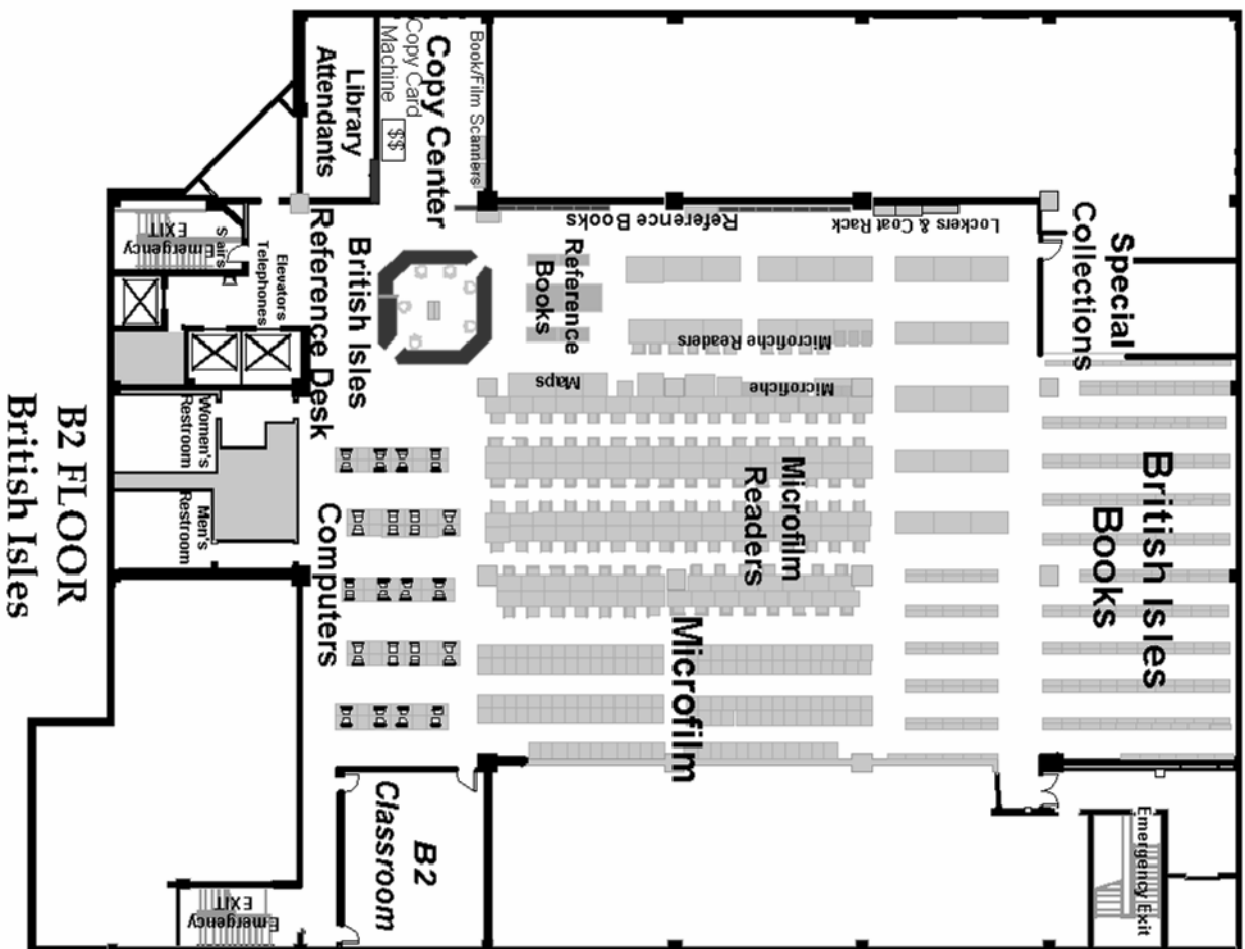 B2 FLOOR
British Isles
Library
Attendants
Copy Center
Copy Card
Machine
$$
Book/Film Scanners
Emergency
EXIT
Stairs
Elevators
Telephones
British Isles
Reference Desk
Reference Books
Reference
Books
Lockers & Coat Rack
Special
Collections
Microfiche Readers
Maps
Microfiche
Women's
Restroom
Men's
Restroom
Computers
Microfilm
Readers
Microfilm
British Isles
Books
B2
Classroom
Emergency
EXIT
Emergency Exit